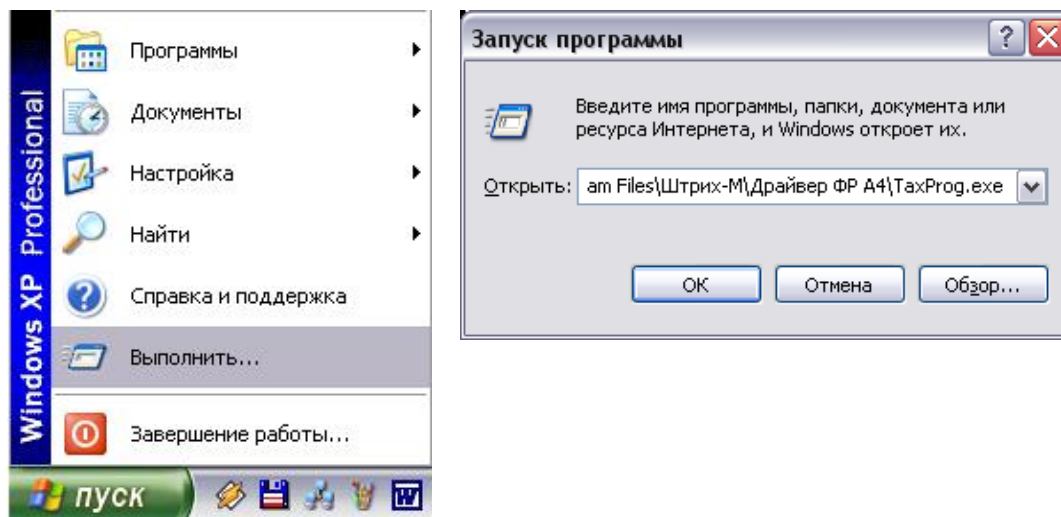 Windows XP Professional
Программы
Документы
Настройка
Найти
Справка и поддержка
Выполнить...
Завершение работы...
пуск
W
Запуск программы
?
Введите имя программы, папки, документа или
ресурса Интернета, и Windows откроет их.
Открыть: am Files\Штрих-М\Драйвер ФР А4\TaxProg.exe
ОК Отмена Обзор...